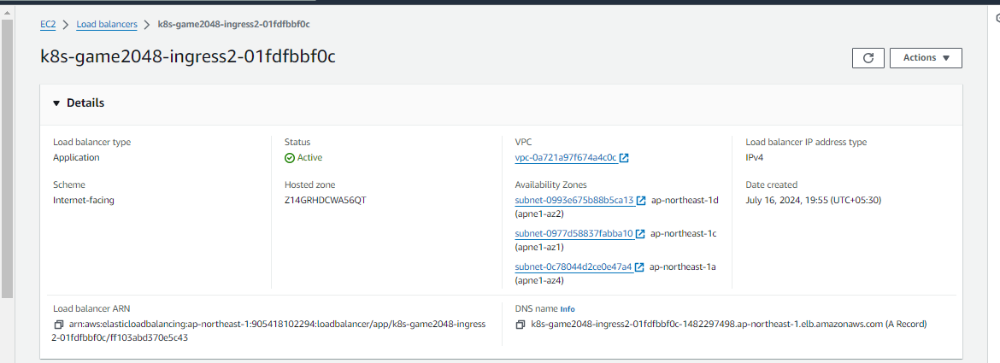 EC2 > Load balancers > k8s-game2048-ingress2-01fdfbbf0c
k8s-game2048-ingress2-01fdfbbf0c
Actions
Details
Load balancer type
Application
Status
Active
VPC
vpc-0a721a97f674a4c0c
Load balancer IP address type
IPv4
Scheme
Internet-facing
Hosted zone
Z14GRHDCWA56QT
Availability Zones
subnet-0993e675b88b5ca13 ap-northeast-1d
(apne1-az2)
subnet-0977d58837fabba10 ap-northeast-1c
(apne1-az1)
subnet-0c78044d2ce0e47a4 ap-northeast-1a
(apne1-az4)
Date created
July 16, 2024, 19:55 (UTC+05:30)
Load balancer ARN
arn:aws:elasticloadbalancing:ap-northeast-1:905418102294:loadbalancer/app/k8s-game2048-ingress
2-01fdfbbf0c/ff103abd370e5c43
DNS name Info
k8s-game2048-ingress2-01fdfbbf0c-1482297498.ap-northeast-1.elb.amazonaws.com (A Record)